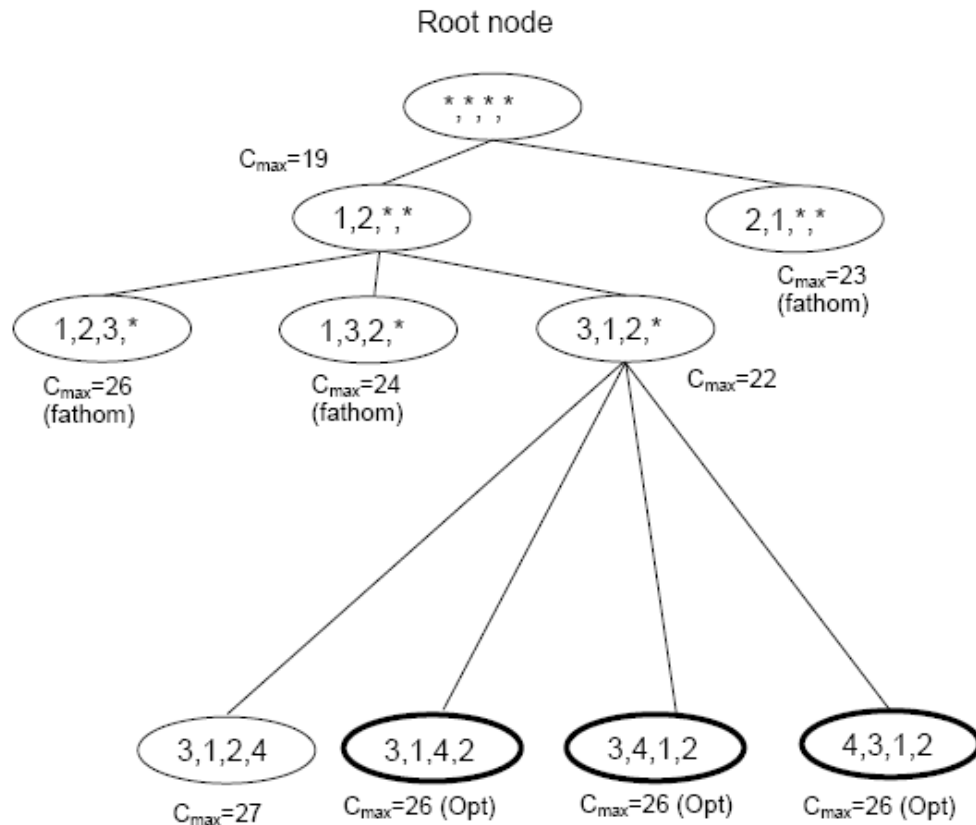 Root node
*,*,*,*
Cmax=19
1,2,*,*
2,1,*,*
Cmax=23
(fathom)
1,2,3,*
1,3,2,*
3,1,2,*
Cmax=26
(fathom)
Cmax=24
(fathom)
Cmax=22
3,1,2,4
3,1,4,2
3,4,1,2
4,3,1,2
Cmax=27
Cmax=26 (Opt)
Cmax=26 (Opt)
Cmax=26 (Opt)